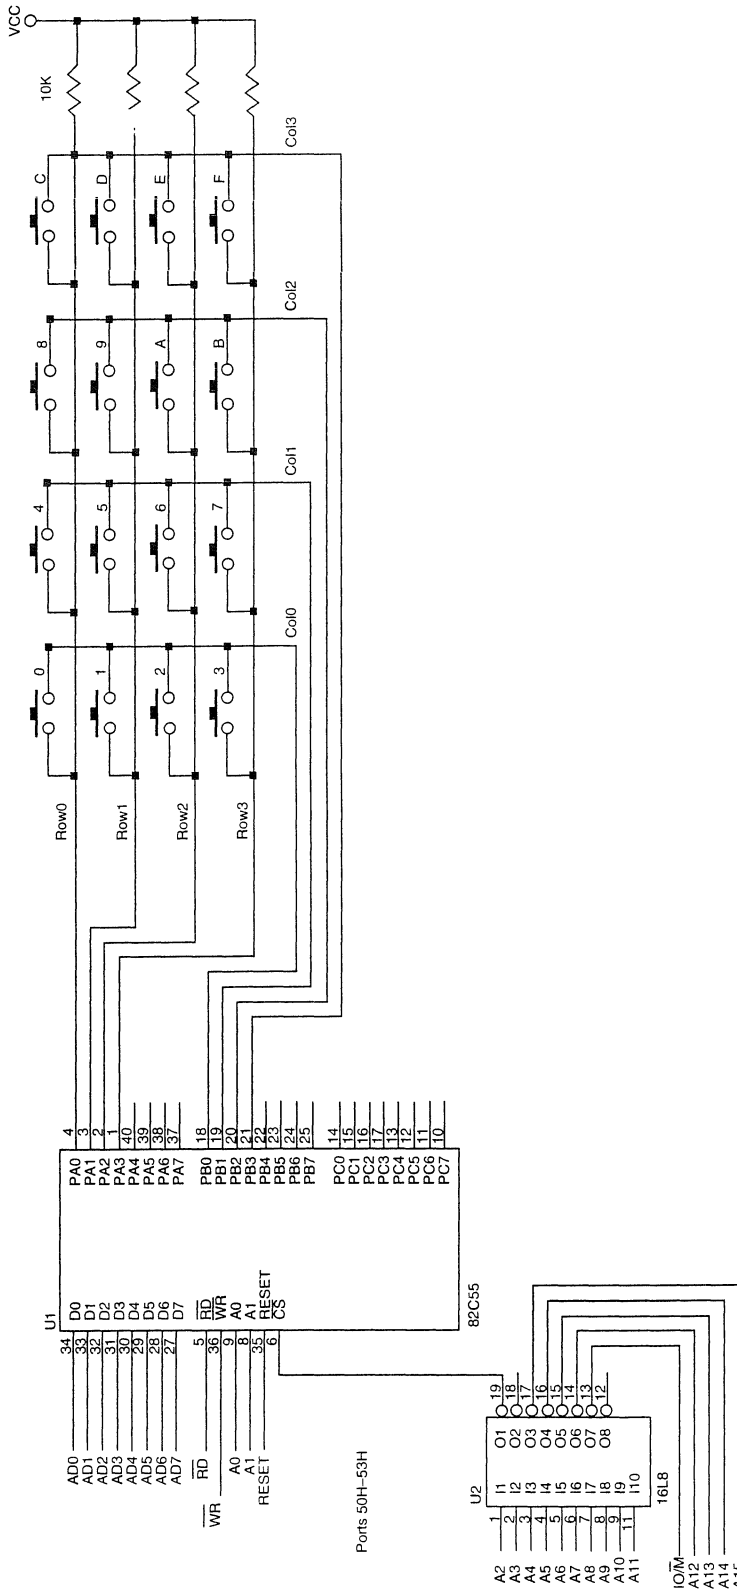 VCC
10K
C D E F
Col3
8 9 A B
Col2
4 5 6 7
Col1
0 1 2 3
Col0
Row0
Row1
Row2
Row3
U1
82C55
AD0 34 D0
AD1 33 D1
AD2 32 D2
AD3 31 D3
AD4 30 D4
AD5 29 D5
AD6 28 D6
AD7 27 D7
RD 5 RD
WR 36 WR
A0 9 A0
A1 8 A1
RESET 35 RESET
6 CS
PA0 4
PA1 3
PA2 2
PA3 1
PA4 40
PA5 39
PA6 38
PA7 37
PB0 18
PB1 19
PB2 20
PB3 21
PB4 22
PB5 23
PB6 24
PB7 25
PC0 14
PC1 15
PC2 16
PC3 17
PC4 13
PC5 12
PC6 11
PC7 10
Ports 50H–53H
U2
16L8
A2 1 I1
A3 2 I2
A4 3 I3
A5 4 I4
A6 5 I5
A7 6 I6
A8 7 I7
A9 8 I8
A10 9 I9
A11 11 I10
O1 19
O2 18
O3 17
O4 16
O5 15
O6 14
O7 13
O8 12
IO/M
A12
A13
A14
A15